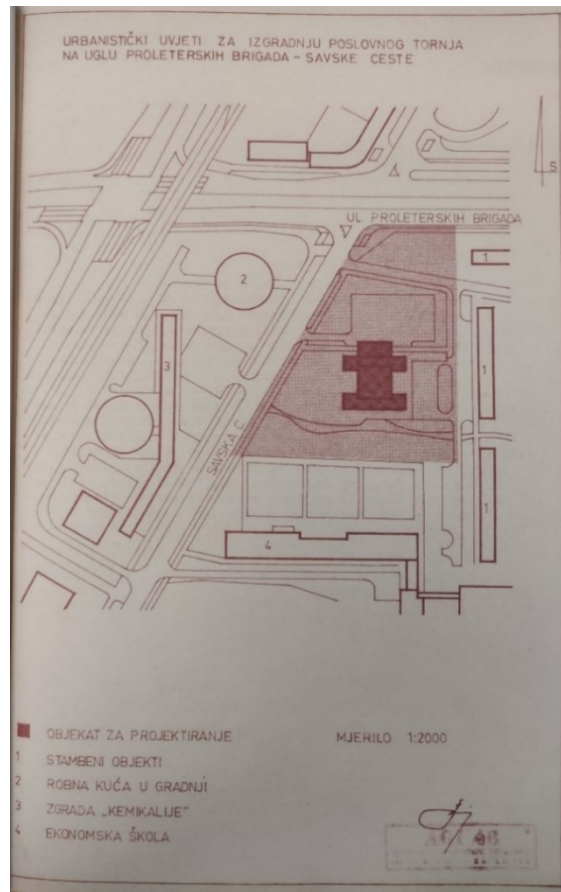 URBANISTIČKI UVJETI ZA IZGRADNJU POSLOVNOG TORNJA
NA UGLU PROLETERSKIH BRIGADA – SAVSKE CESTE
S
UL. PROLETERSKIH BRIGADA
1
2
3
1
SAVSKA C.
1
4
OBJEKAT ZA PROJEKTIRANJE
MJERILO 1:2000
1 STAMBENI OBJEKTI
2 ROBNA KUĆA U GRADNJI
3 ZGRADA „KEMIKALIJE"
4 EKONOMSKA ŠKOLA